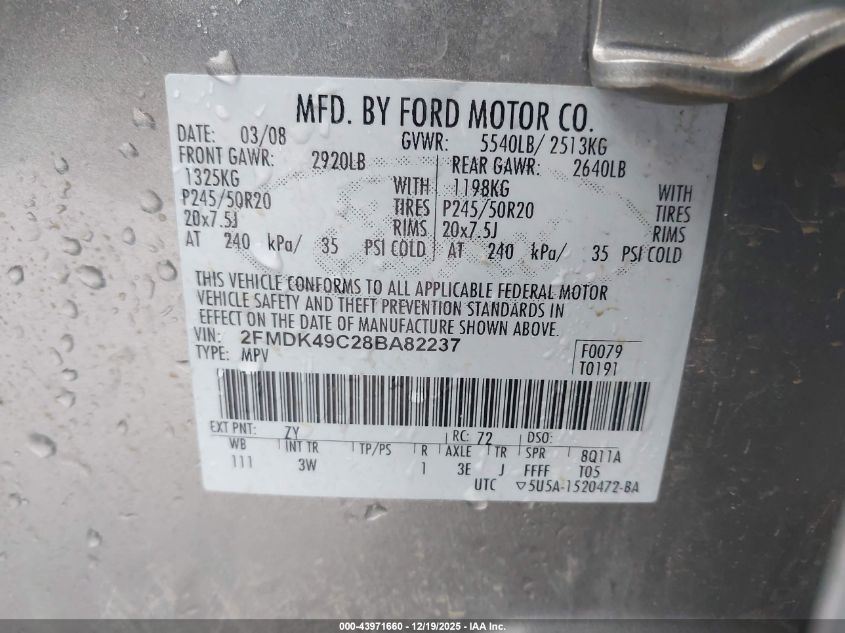 MFD. BY FORD MOTOR CO.
DATE: 03/08 GVWR: 5540LB/ 2513KG
FRONT GAWR: 2920LB REAR GAWR: 2640LB
1325KG WITH 1198KG WITH
P245/50R20 TIRES P245/50R20 TIRES
20x7.5J RIMS 20x7.5J RIMS
AT 240 kPa/ 35 PSI COLD AT 240 kPa/ 35 PSI COLD
THIS VEHICLE CONFORMS TO ALL APPLICABLE FEDERAL MOTOR
VEHICLE SAFETY AND THEFT PREVENTION STANDARDS IN
EFFECT ON THE DATE OF MANUFACTURE SHOWN ABOVE.
VIN: 2FMDK49C28BA82237 F0079
TYPE: MPV T0191
EXT PNT: ZY RC: 72 DSO:
WB INT TR TP/PS R AXLE TR SPR 8Q11A
111 3W 1 3E J FFFF T05
UTC ▽5U5A-1520472-BA
000-43971660 - 12/19/2025 - IAA Inc.